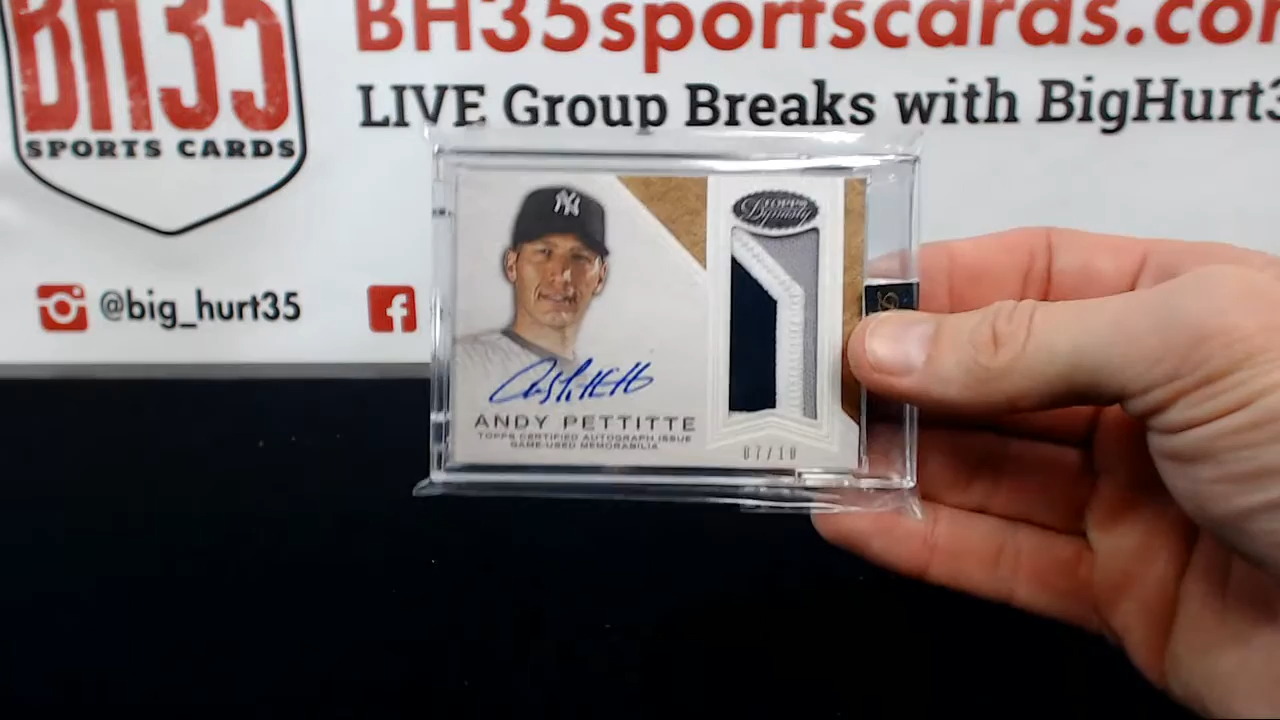 BH35
SPORTS CARDS
BH35sportscards.co
LIVE Group Breaks with BigHurt3
@big_hurt35
NY
TOPPS
Dynasty
ANDY PETTITTE
TOPPS CERTIFIED AUTOGRAPH ISSUE
GAME-USED MEMORABILIA
07/10